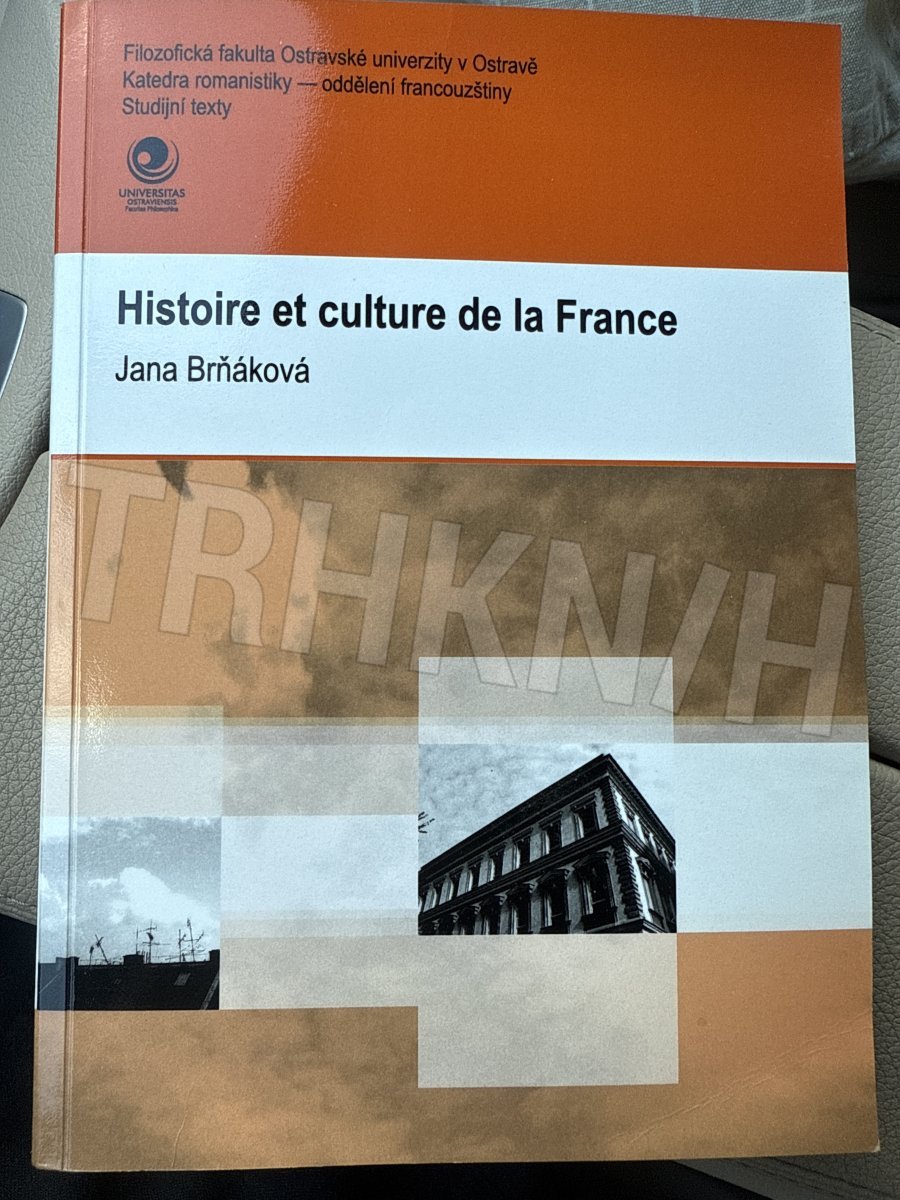 Filozofická fakulta Ostravské univerzity v Ostravě
Katedra romanistiky — oddělení francouzštiny
Studijní texty
UNIVERSITAS
OSTRAVIENSIS
Facultas Philosophica
Histoire et culture de la France
Jana Brňáková
TRHKNIH